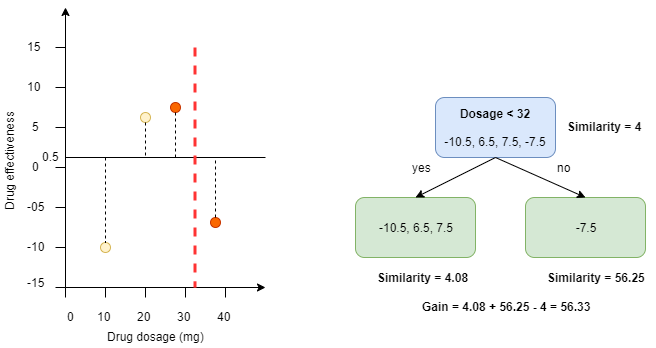 15
10
5
0.5
0
-05
-10
-15
Drug effectiveness
0 10 20 30 40
Drug dosage (mg)
Dosage < 32
-10.5, 6.5, 7.5, -7.5
Similarity = 4
yes
no
-10.5, 6.5, 7.5
-7.5
Similarity = 4.08
Similarity = 56.25
Gain = 4.08 + 56.25 - 4 = 56.33